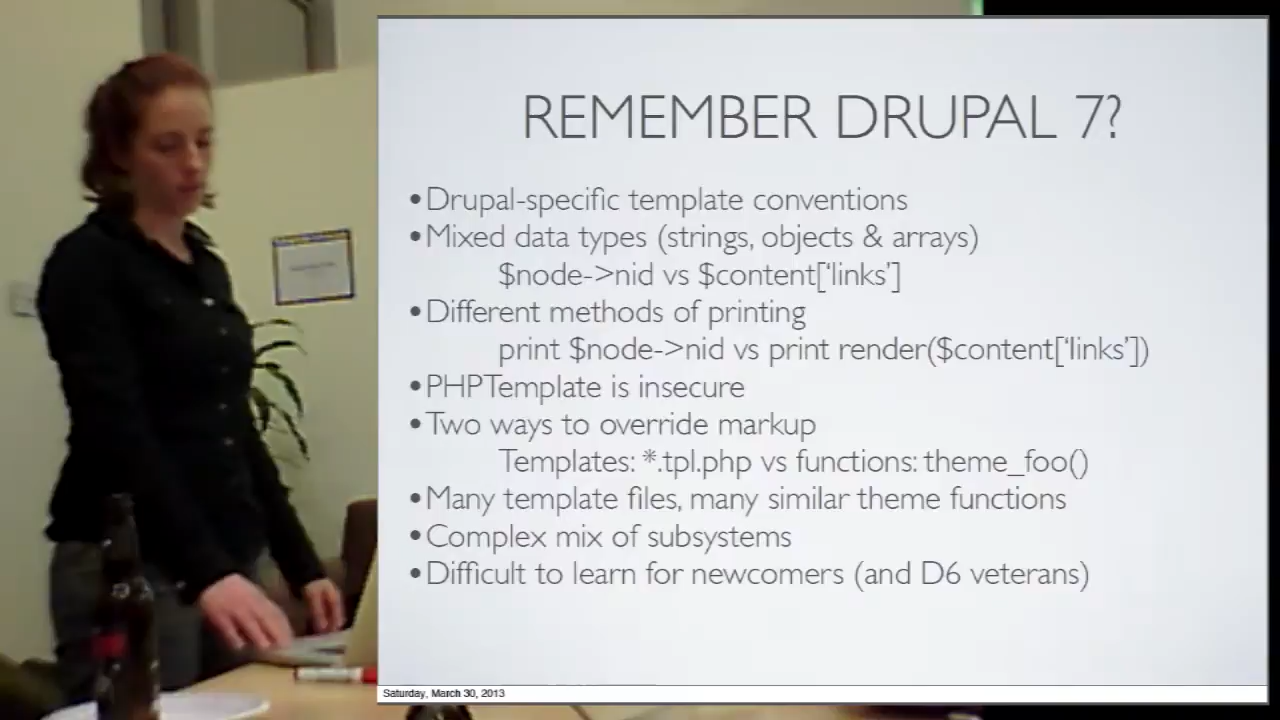 REMEMBER DRUPAL 7?
•Drupal-specific template conventions
•Mixed data types (strings, objects & arrays)
$node->nid vs $content[‘links’]
•Different methods of printing
print $node->nid vs print render($content[‘links’])
•PHPTemplate is insecure
•Two ways to override markup
Templates: *.tpl.php vs functions: theme_foo()
•Many template files, many similar theme functions
•Complex mix of subsystems
•Difficult to learn for newcomers (and D6 veterans)
Saturday, March 30, 2013